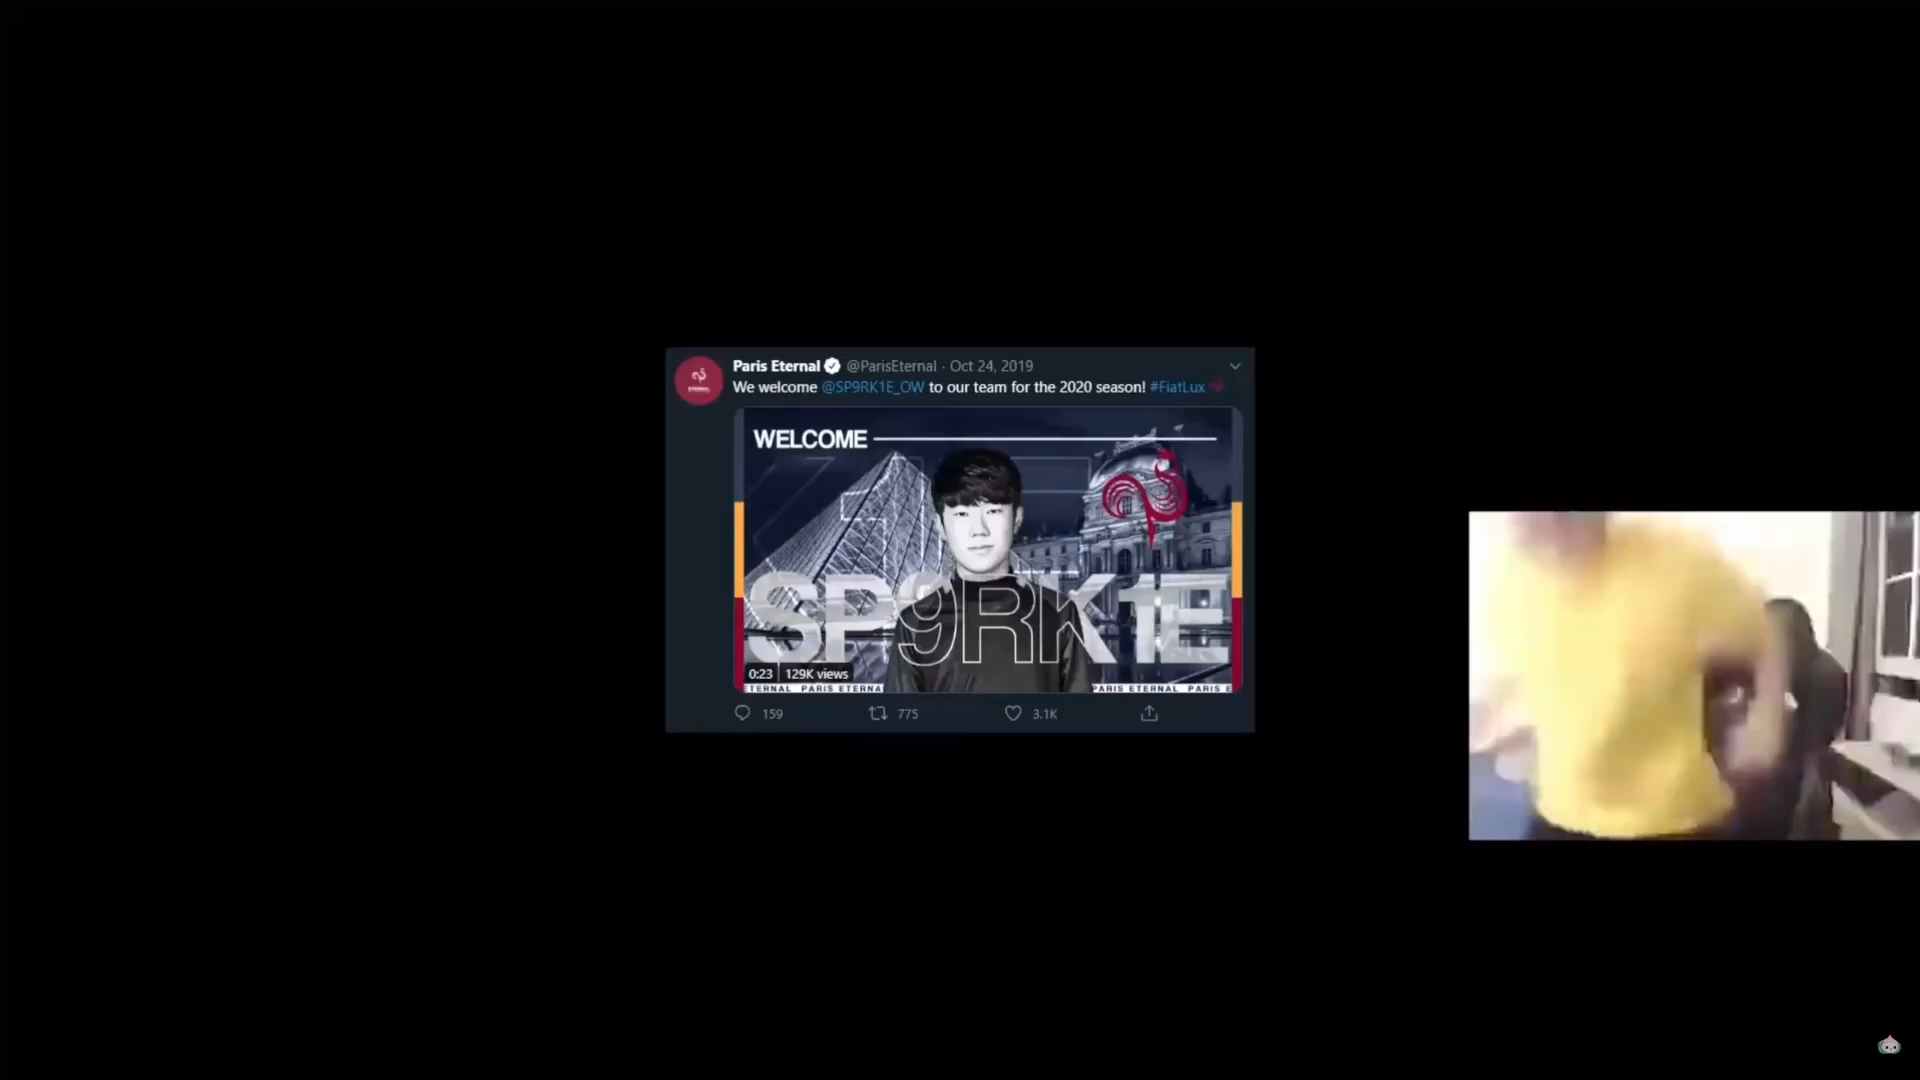 Paris Eternal @ParisEternal · Oct 24, 2019
We welcome @SP9RK1E_OW to our team for the 2020 season! #FiatLux
WELCOME
SP9RK1E
0:23 129K views
ETERNAL PARIS ETERNA
PARIS ETERNAL PARIS E
159 775 3.1K